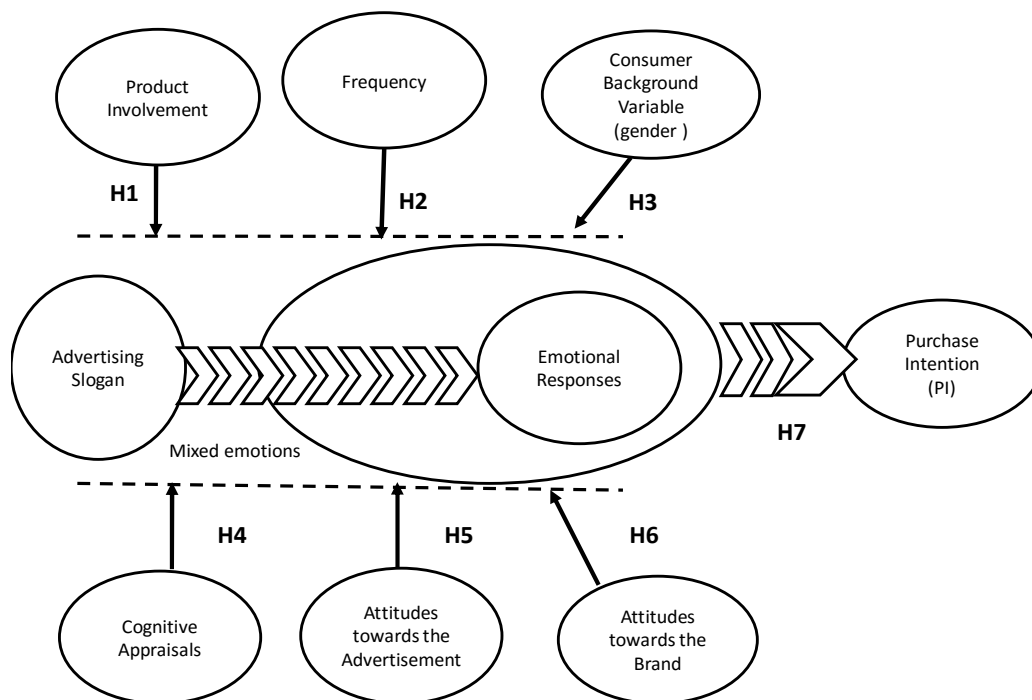 Product
Involvement
Frequency
Consumer
Background
Variable
(gender )
H1
H2
H3
Advertising
Slogan
Emotional
Responses
Purchase
Intention
(PI)
H7
Mixed emotions
H4
H5
H6
Cognitive
Appraisals
Attitudes
towards the
Advertisement
Attitudes
towards the
Brand